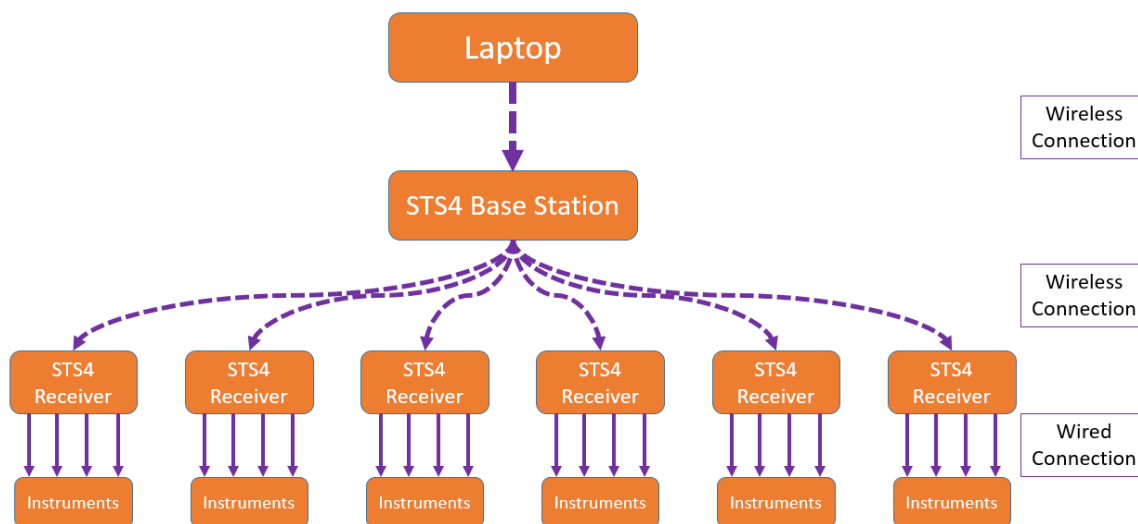 Laptop
Wireless
Connection
STS4 Base Station
Wireless
Connection
STS4
Receiver
STS4
Receiver
STS4
Receiver
STS4
Receiver
STS4
Receiver
STS4
Receiver
Wired
Connection
Instruments
Instruments
Instruments
Instruments
Instruments
Instruments